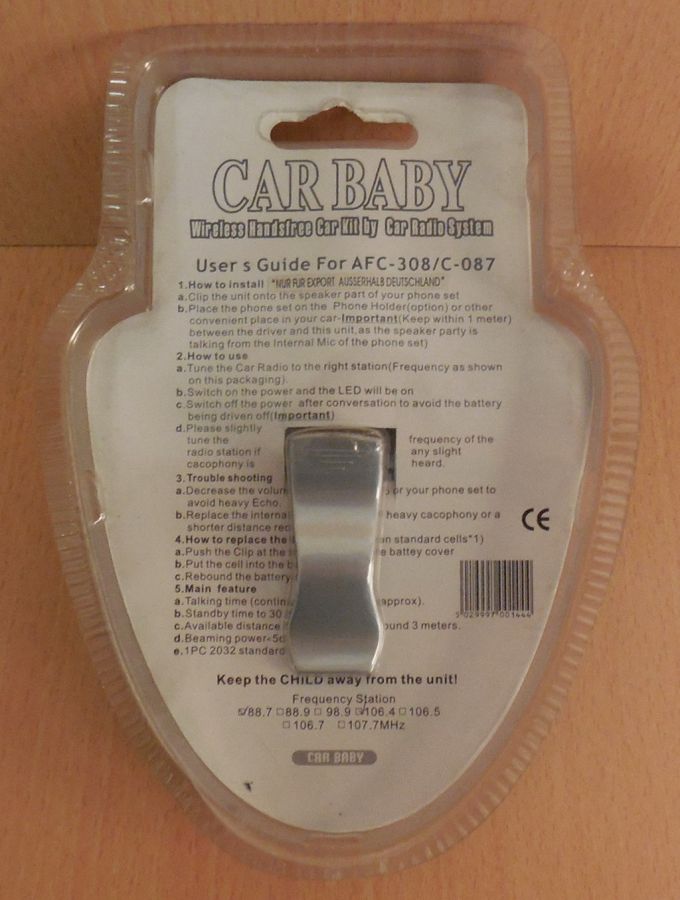 CAR BABY
Wireless Handsfree Car Kit by Car Radio System
User s Guide For AFC-308/C-087
1.How to install "NUR FUR EXPORT AUSSERHALB DEUTSCHLAND"
a.Clip the unit onto the speaker part of your phone set
b.Place the phone set on the Phone Holder(option) or other
convenient place in your car-Important(Keep within 1 meter)
between the driver and this unit,as the speaker party is
talking from the Internal Mic of the phone set)
2.How to use
a.Tune the Car Radio to the right station(Frequency as shown
on this packaging).
b.Switch on the power and the LED will be on
c.Switch off the power after conversation to avoid the battery
being driven off(Important)
d.Please slightly
tune the frequency of the
radio station if any slight
cacophony is heard.
3.Trouble shooting
a.Decrease the or your phone set to
avoid heavy Echo.
b.Replace the heavy cacophony or a
shorter distance
4.How to replace the standard cells*1)
a.Push the Clip at the battey cover
b.Put the cell into the
c.Rebound the battery
5.Main feature
a.Talking time approx).
b.Standby time to 30
c.Available distance 3 meters.
d.Beaming power<
e.1PC 2032 standard
Keep the CHILD away from the unit!
Frequency Station
☑88.7 □88.9 □ 98.9 ☑106.4 □106.5
□106.7 □107.7MHz
CAR BABY
CE
5 029997 001444